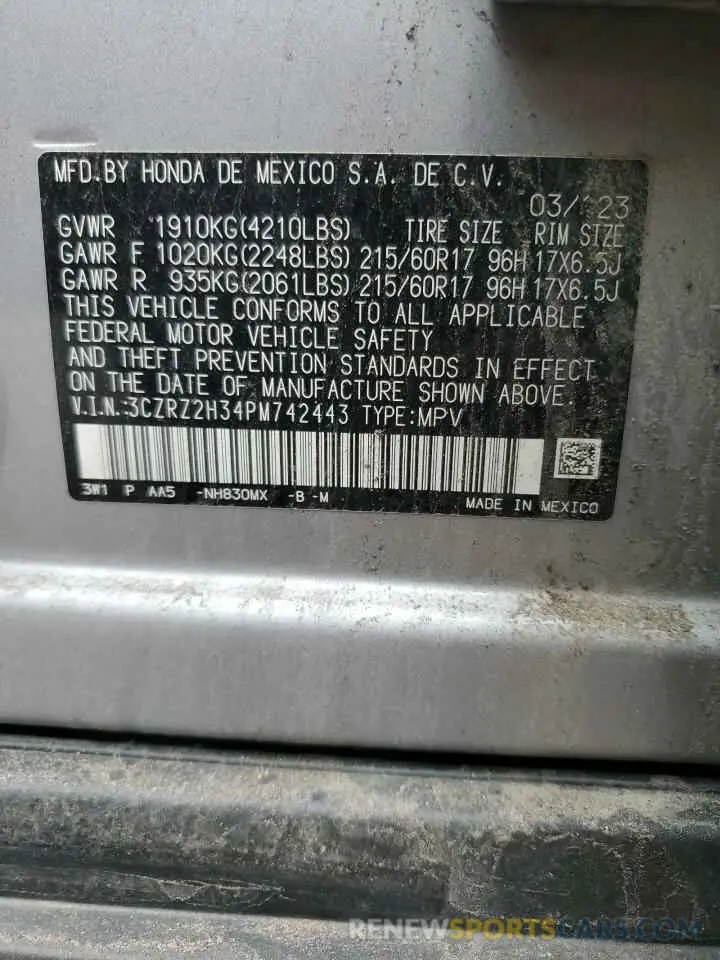 MFD.BY HONDA DE MEXICO S.A. DE C.V.
03/23
GVWR 1910KG(4210LBS) TIRE SIZE RIM SIZE
GAWR F 1020KG(2248LBS) 215/60R17 96H 17X6.5J
GAWR R 935KG(2061LBS) 215/60R17 96H 17X6.5J
THIS VEHICLE CONFORMS TO ALL APPLICABLE
FEDERAL MOTOR VEHICLE SAFETY
AND THEFT PREVENTION STANDARDS IN EFFECT
ON THE DATE OF MANUFACTURE SHOWN ABOVE.
V.I.N.:3CZRZ2H34PM742443 TYPE:MPV
3W1 P AA5 -NH830MX -B -M MADE IN MEXICO
RENEWSPORTSCARS.COM